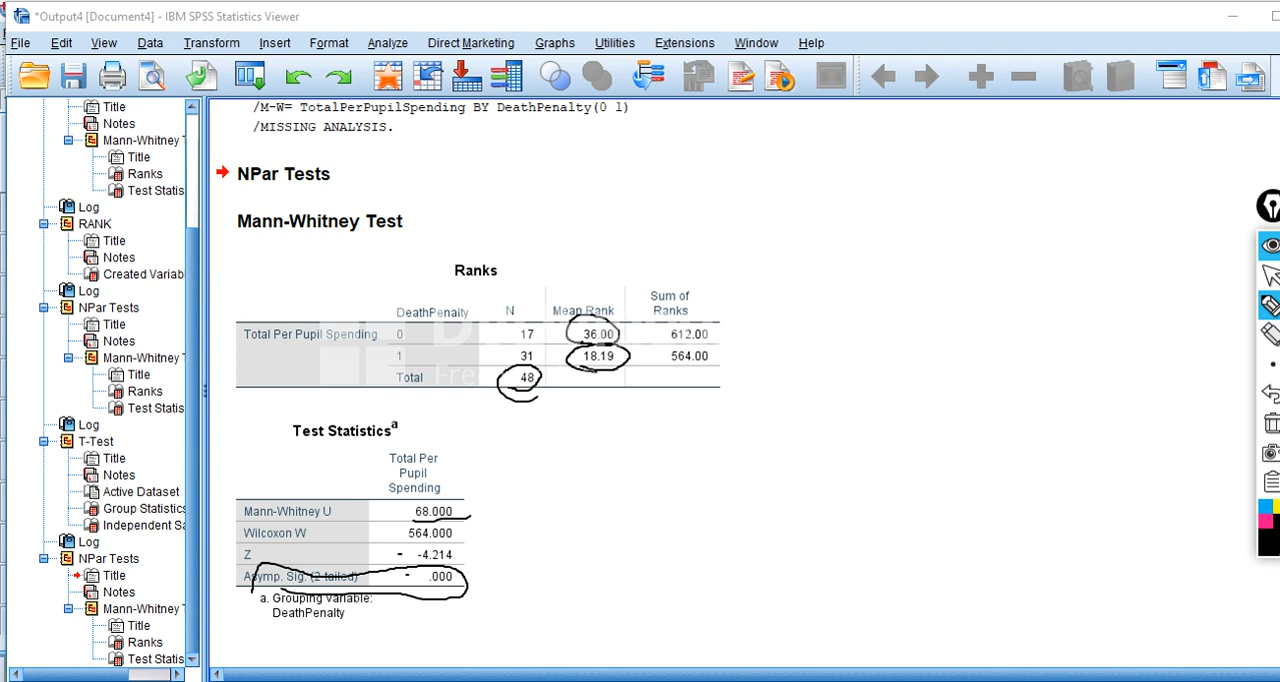 *Output4 [Document4] - IBM SPSS Statistics Viewer
File Edit View Data Transform Insert Format Analyze Direct Marketing Graphs Utilities Extensions Window Help
Title
Notes
Mann-Whitney T
Title
Ranks
Test Statis
Log
RANK
Title
Notes
Created Variab
Log
NPar Tests
Title
Notes
Mann-Whitney T
Title
Ranks
Test Statis
Log
T-Test
Title
Notes
Active Dataset
Group Statistics
Independent Sa
Log
NPar Tests
Title
Notes
Mann-Whitney T
Title
Ranks
Test Statis
/M-W= TotalPerPupilSpending BY DeathPenalty(0 1)
/MISSING ANALYSIS.
NPar Tests
Mann-Whitney Test
Ranks
DeathPenalty N Mean Rank Sum of Ranks
Total Per Pupil Spending 0 17 36.00 612.00
1 31 18.19 564.00
Total 48
Test Statisticsa
Total Per
Pupil
Spending
Mann-Whitney U 68.000
Wilcoxon W 564.000
Z -4.214
Asymp. Sig. (2-tailed) .000
a. Grouping Variable:
DeathPenalty